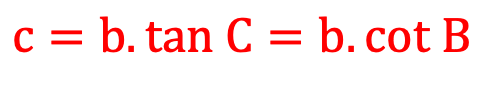 c = b. tan C = b. cot B